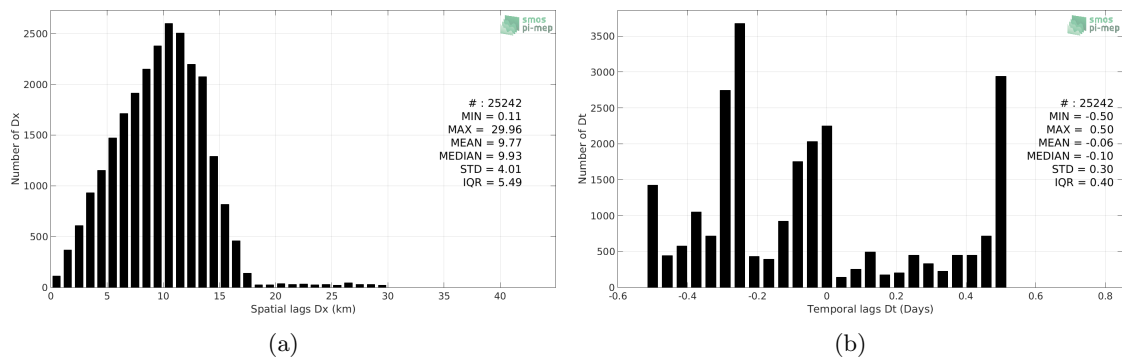 smos
pi-mep
2500
2000
1500
1000
500
0
Number of Dx
# : 25242
MIN = 0.11
MAX = 29.96
MEAN = 9.77
MEDIAN = 9.93
STD = 4.01
IQR = 5.49
0 5 10 15 20 25 30 35 40
Spatial lags Dx (km)
(a)
smos
pi-mep
3500
3000
2500
2000
1500
1000
500
0
Number of Dt
# : 25242
MIN = -0.50
MAX = 0.50
MEAN = -0.06
MEDIAN = -0.10
STD = 0.30
IQR = 0.40
-0.6 -0.4 -0.2 0 0.2 0.4 0.6 0.8
Temporal lags Dt (Days)
(b)